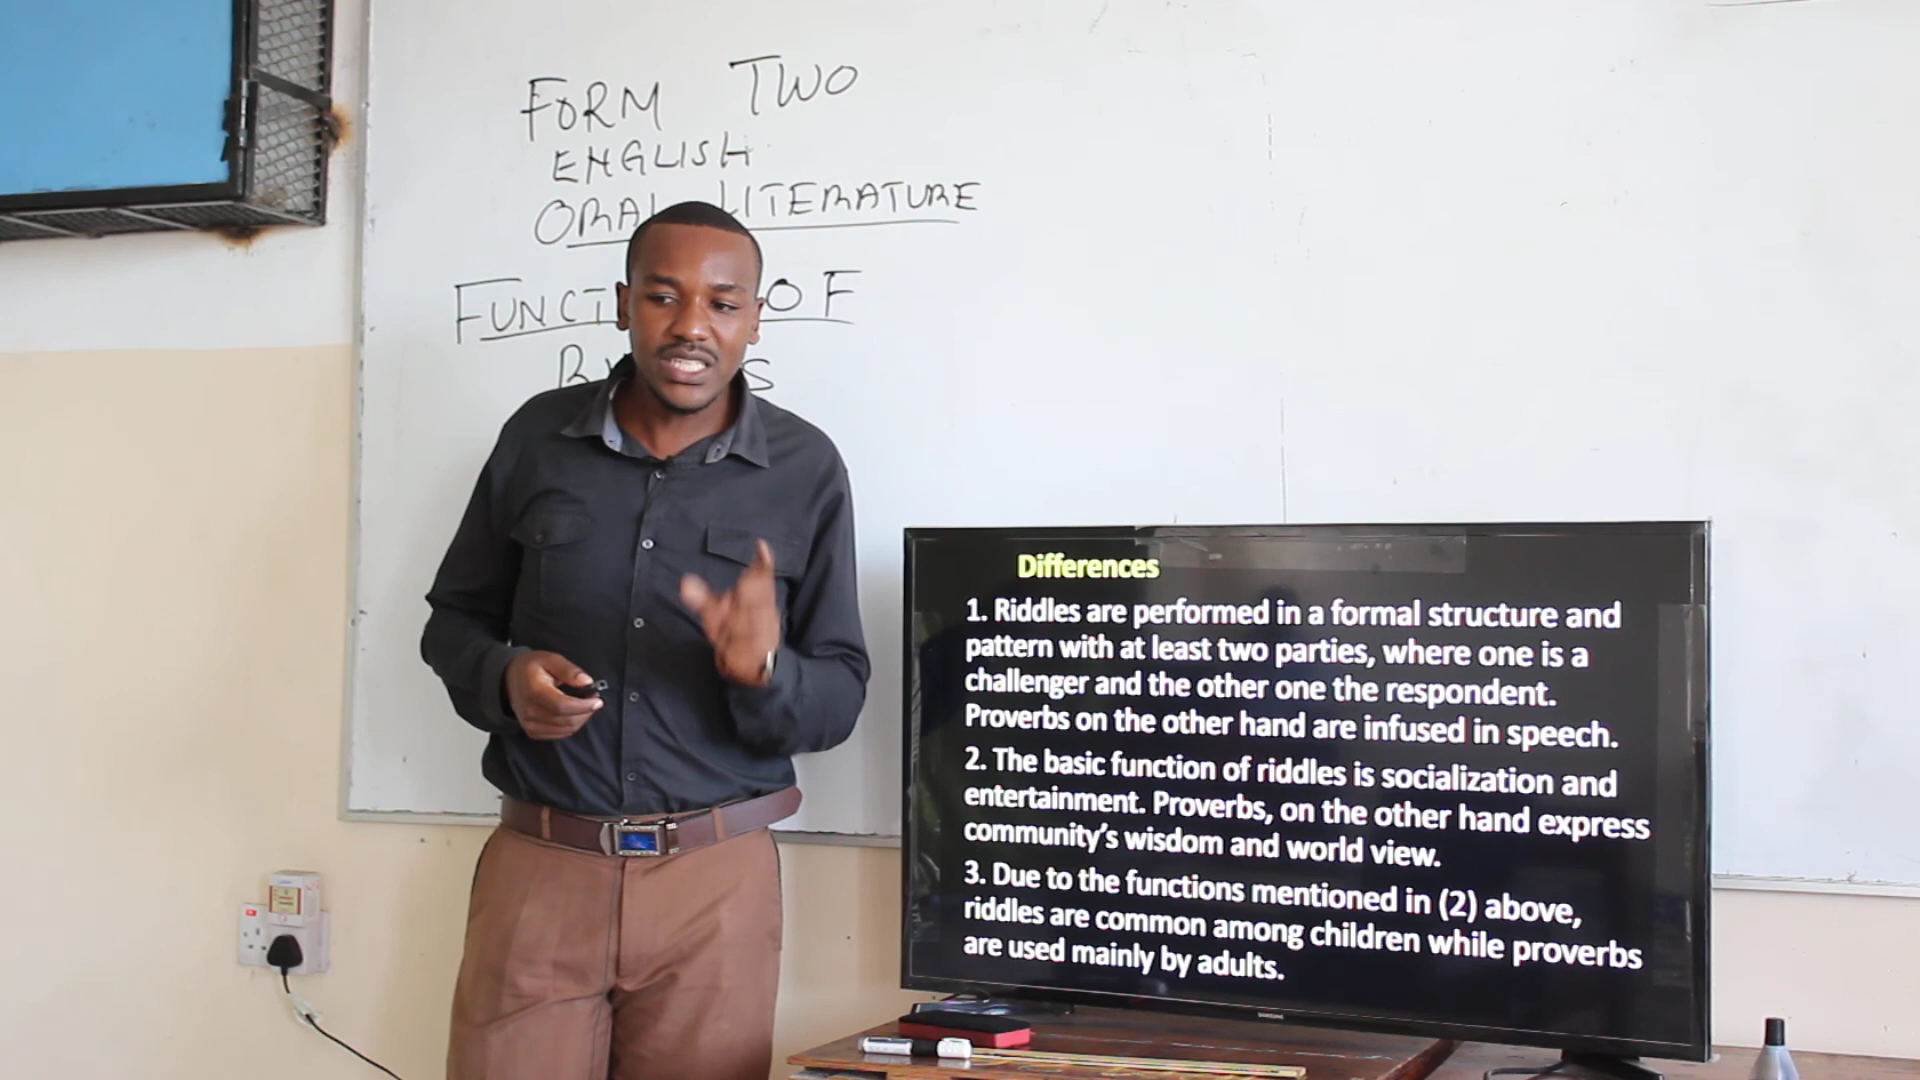 FORM TWO
ENGLISH
ORAL LITERATURE
OF
Differences
1. Riddles are performed in a formal structure and
pattern with at least two parties, where one is a
challenger and the other one the respondent.
Proverbs on the other hand are infused in speech.
2. The basic function of riddles is socialization and
entertainment. Proverbs, on the other hand express
community's wisdom and world view.
3. Due to the functions mentioned in (2) above,
riddles are common among children while proverbs
are used mainly by adults.
SAMSUNG